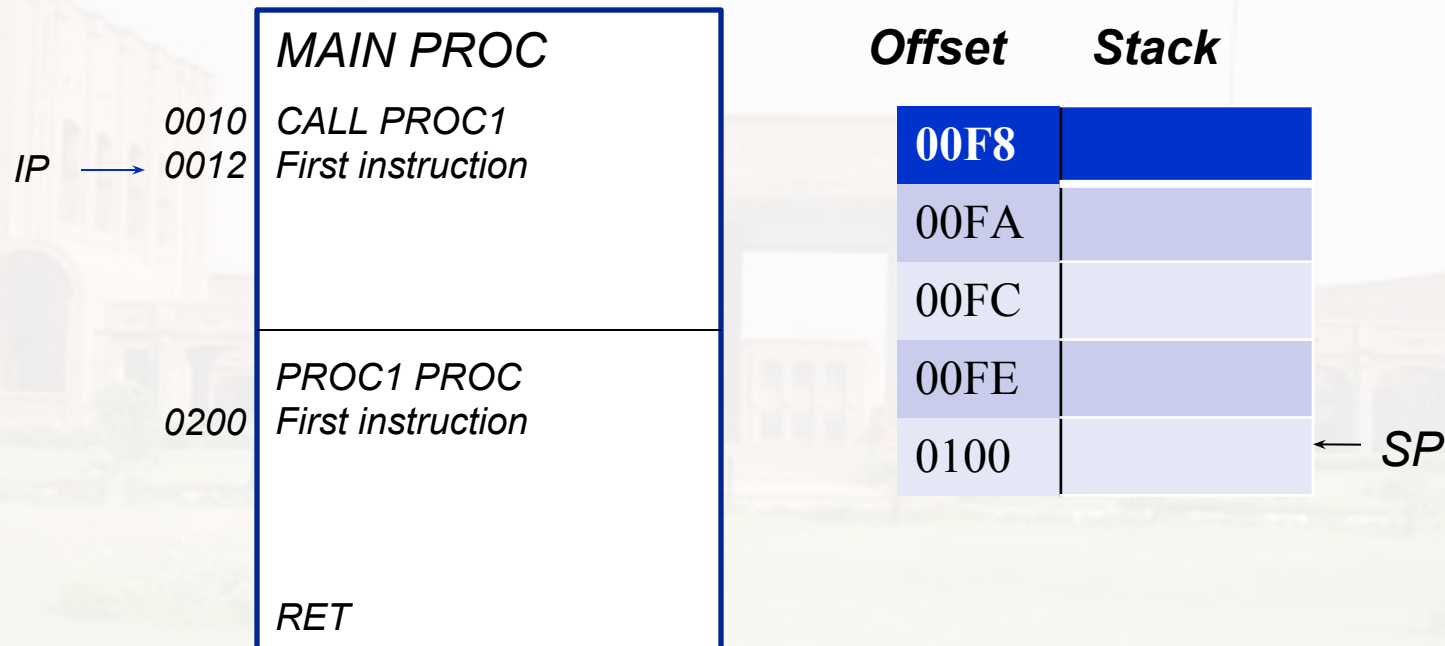 MAIN PROC
0010 CALL PROC1
IP 0012 First instruction
PROC1 PROC
0200 First instruction
RET
Offset Stack
00F8
00FA
00FC
00FE
0100
SP